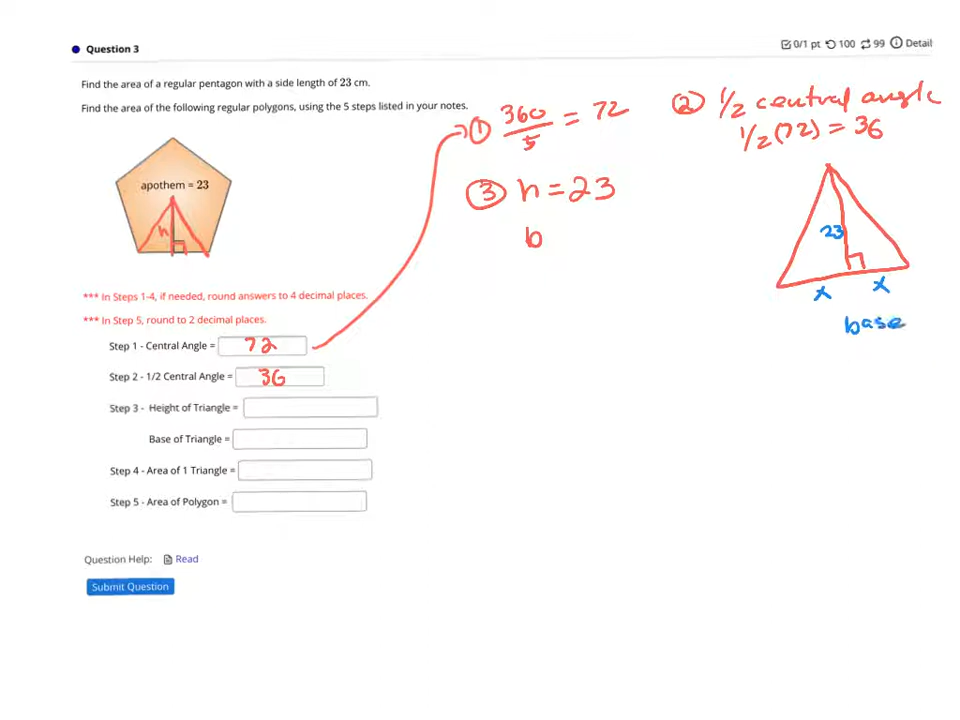 Question 3
0/1 pt 100 99 Detail
Find the area of a regular pentagon with a side length of 23 cm.
Find the area of the following regular polygons, using the 5 steps listed in your notes.
① 360/5 = 72
② 1/2 central angle
1/2(72) = 36
apothem = 23
h
③ h = 23
b
23
x x
base
*** In Steps 1-4, if needed, round answers to 4 decimal places.
*** In Step 5, round to 2 decimal places.
Step 1 - Central Angle = 72
Step 2 - 1/2 Central Angle = 36
Step 3 - Height of Triangle =
Base of Triangle =
Step 4 - Area of 1 Triangle =
Step 5 - Area of Polygon =
Question Help: Read
Submit Question